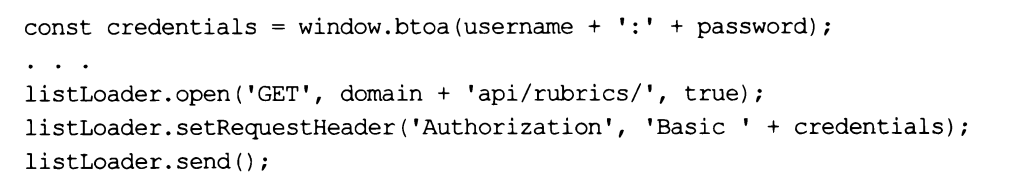 const credentials = window.btoa(username + ':' + password);
. . .
listLoader.open('GET', domain + 'api/rubrics/', true);
listLoader.setRequestHeader('Authorization', 'Basic ' + credentials);
listLoader.send();